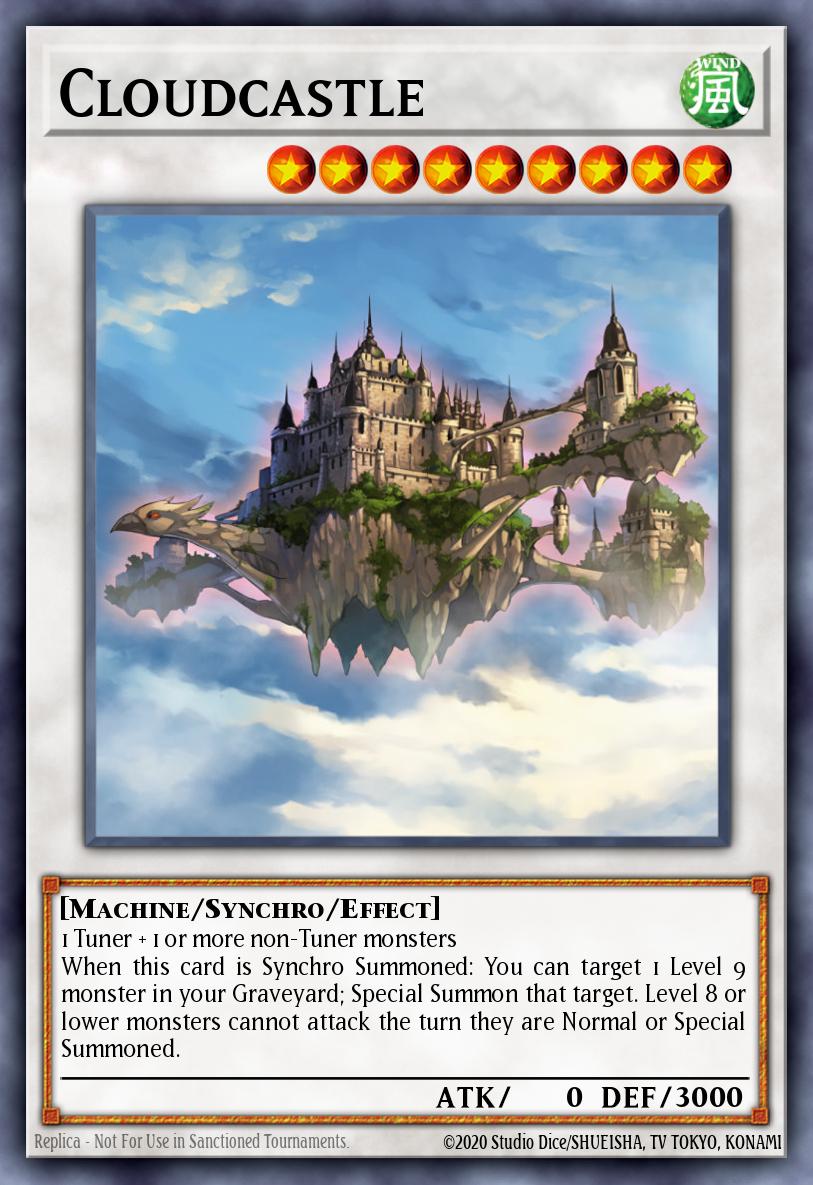 Cloudcastle
WIND
風
[Machine/Synchro/Effect]
1 Tuner + 1 or more non-Tuner monsters
When this card is Synchro Summoned: You can target 1 Level 9
monster in your Graveyard; Special Summon that target. Level 8 or
lower monsters cannot attack the turn they are Normal or Special
Summoned.
ATK/ 0 DEF/3000
Replica - Not For Use in Sanctioned Tournaments.
©2020 Studio Dice/SHUEISHA, TV TOKYO, KONAMI